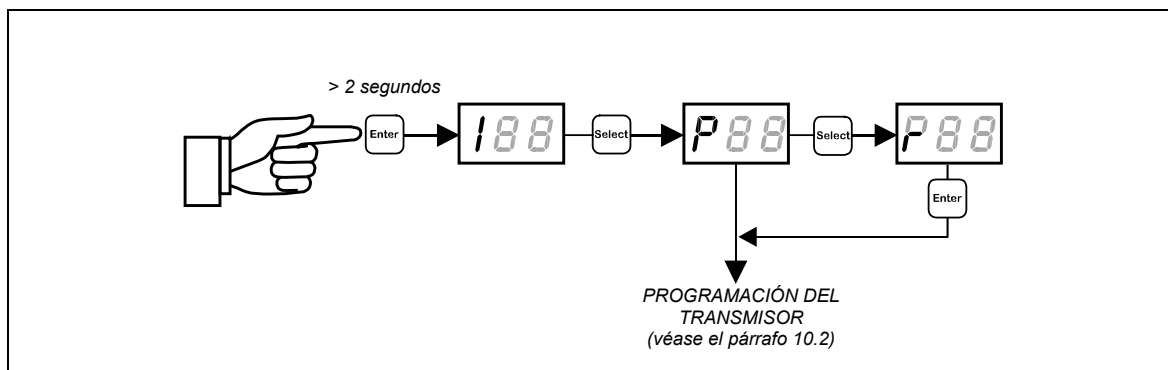 > 2 segundos
Enter
188
Select
P88
Select
r88
Enter
PROGRAMACIÓN DEL
TRANSMISOR
(véase el párrafo 10.2)